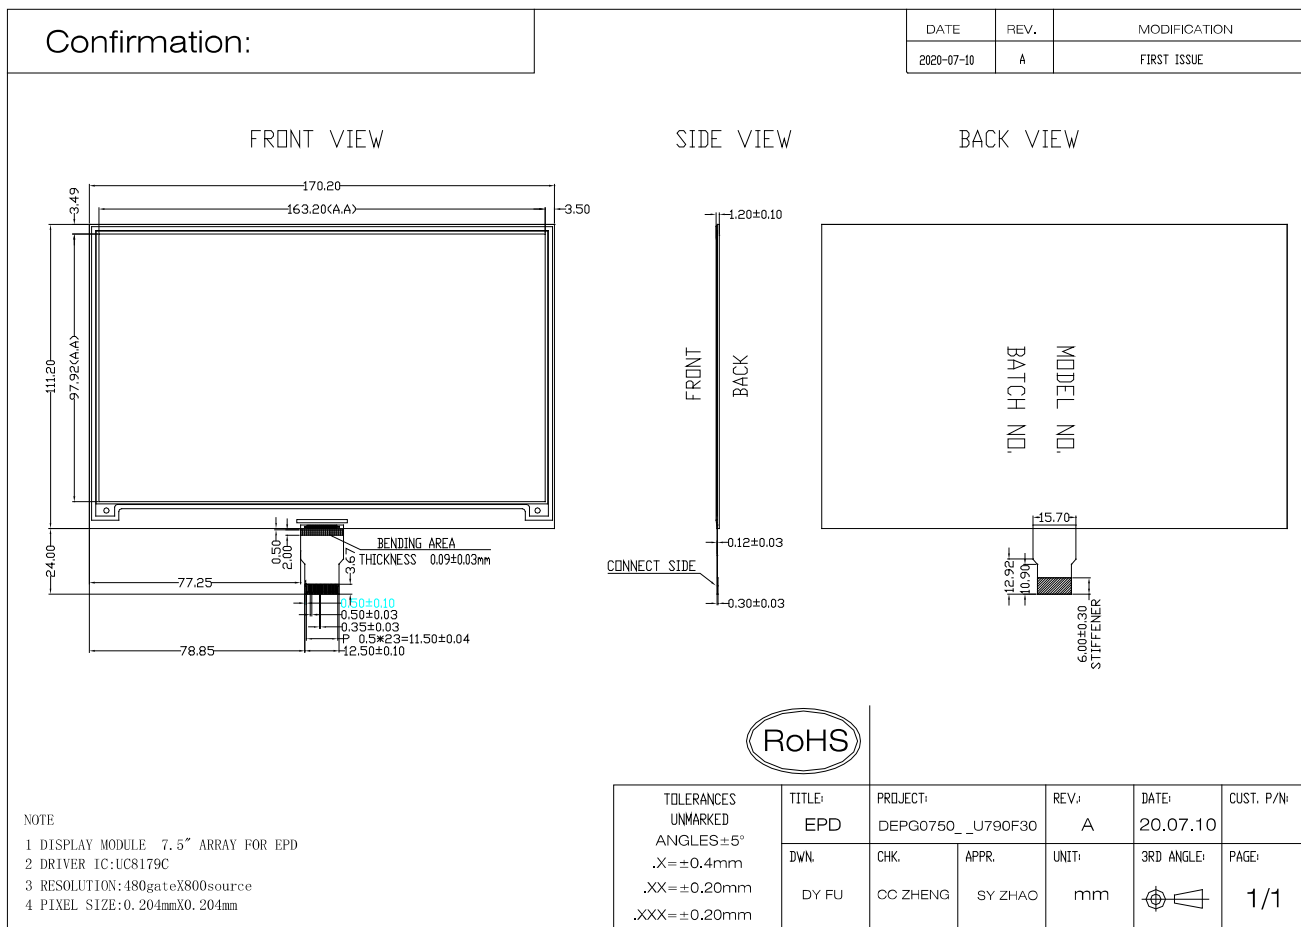 Confirmation:
DATE REV. MODIFICATION
2020-07-10 A FIRST ISSUE
FRONT VIEW
SIDE VIEW
BACK VIEW
170.20
163.20(A.A)
3.49
3.50
111.20
97.92(A.A)
24.00
0.50
2.00
BENDING AREA
THICKNESS 0.09±0.03mm
3.67
77.25
0.50±0.10
0.50±0.03
0.35±0.03
P 0.5*23=11.50±0.04
78.85
12.50±0.10
1.20±0.10
FRONT
BACK
0.12±0.03
CONNECT SIDE
0.30±0.03
MODEL NO.
BATCH NO.
15.70
12.92
10.90
6.00±0.30
STIFFENER
RoHS
NOTE
1 DISPLAY MODULE 7.5″ ARRAY FOR EPD
2 DRIVER IC:UC8179C
3 RESOLUTION:480gateX800source
4 PIXEL SIZE:0.204mmX0.204mm
TOLERANCES
UNMARKED
ANGLES±5°
.X=±0.4mm
.XX=±0.20mm
.XXX=±0.20mm
TITLE: PROJECT: REV.: DATE: CUST. P/N:
EPD DEPG0750__U790F30 A 20.07.10
DWN. CHK. APPR. UNIT: 3RD ANGLE: PAGE:
DY FU CC ZHENG SY ZHAO mm 1/1